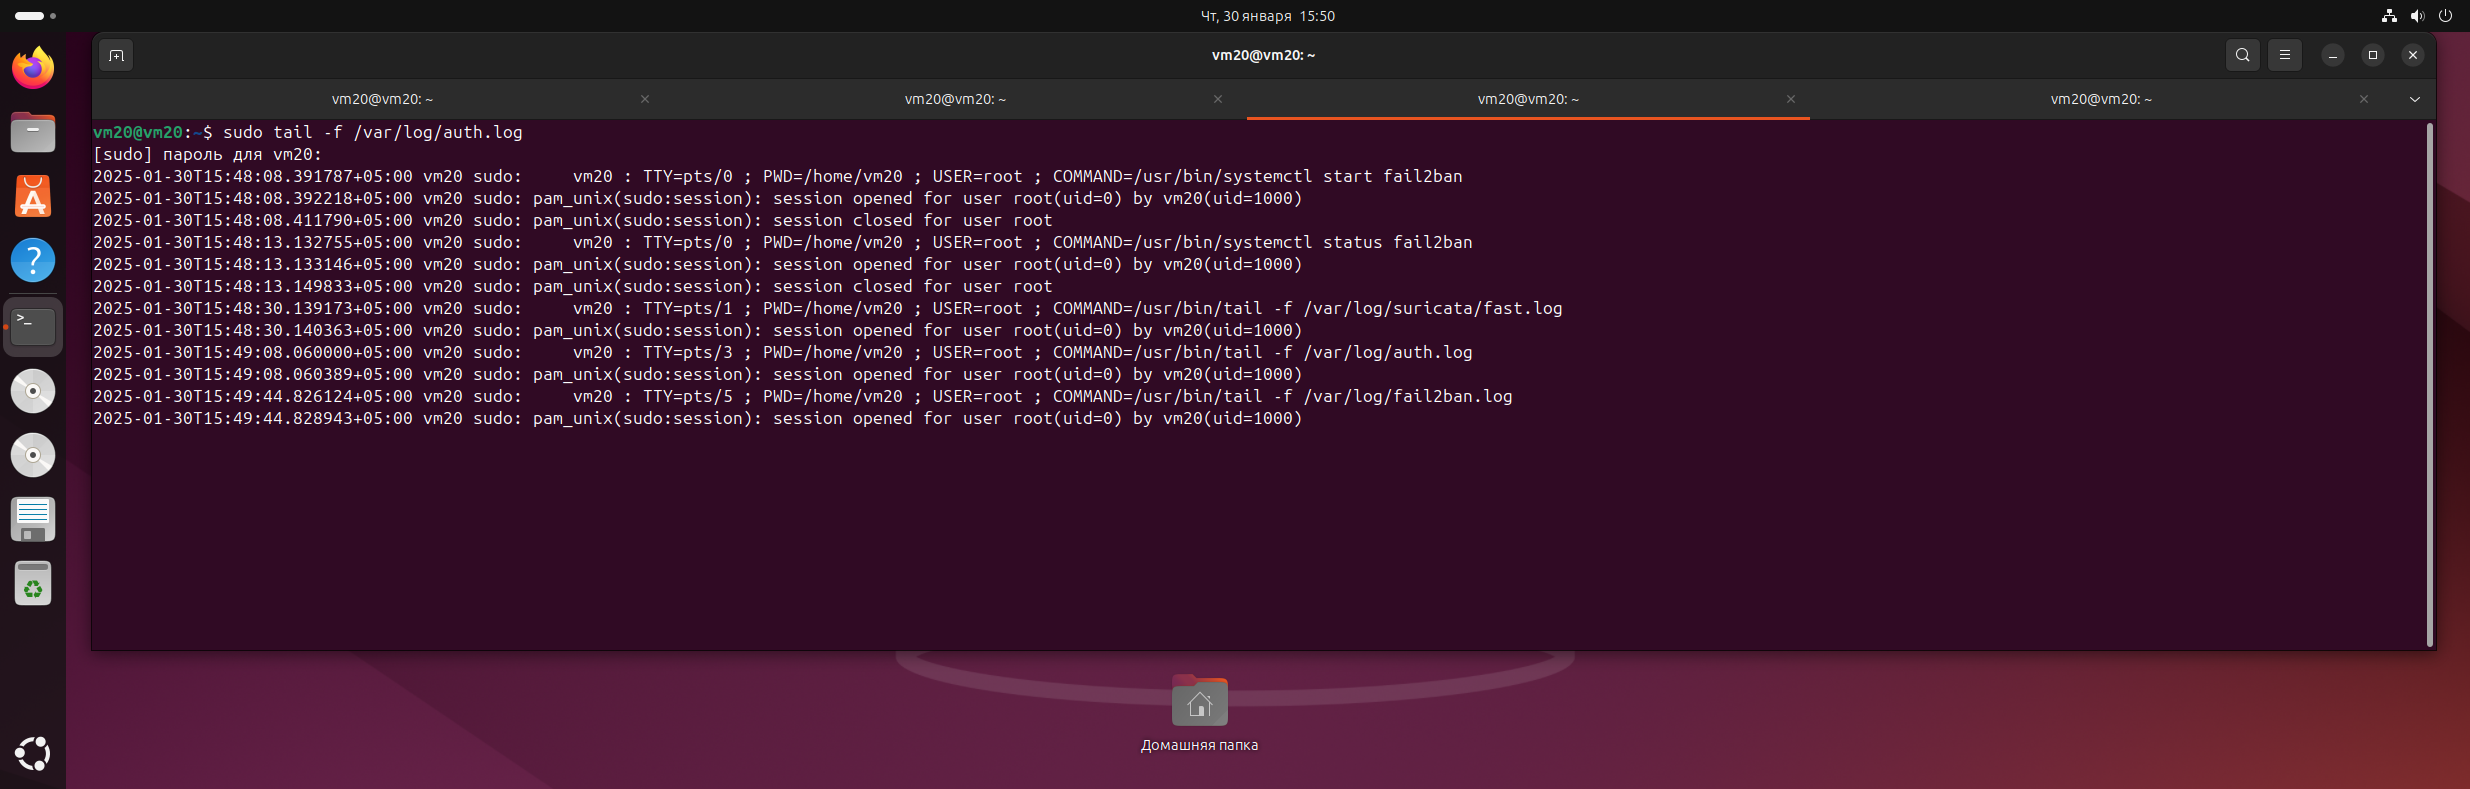 Чт, 30 января 15:50
vm20@vm20: ~
vm20@vm20: ~
vm20@vm20: ~
vm20@vm20: ~
vm20@vm20: ~
vm20@vm20:~$ sudo tail -f /var/log/auth.log
[sudo] пароль для vm20:
2025-01-30T15:48:08.391787+05:00 vm20 sudo:     vm20 : TTY=pts/0 ; PWD=/home/vm20 ; USER=root ; COMMAND=/usr/bin/systemctl start fail2ban
2025-01-30T15:48:08.392218+05:00 vm20 sudo: pam_unix(sudo:session): session opened for user root(uid=0) by vm20(uid=1000)
2025-01-30T15:48:08.411790+05:00 vm20 sudo: pam_unix(sudo:session): session closed for user root
2025-01-30T15:48:13.132755+05:00 vm20 sudo:     vm20 : TTY=pts/0 ; PWD=/home/vm20 ; USER=root ; COMMAND=/usr/bin/systemctl status fail2ban
2025-01-30T15:48:13.133146+05:00 vm20 sudo: pam_unix(sudo:session): session opened for user root(uid=0) by vm20(uid=1000)
2025-01-30T15:48:13.149833+05:00 vm20 sudo: pam_unix(sudo:session): session closed for user root
2025-01-30T15:48:30.139173+05:00 vm20 sudo:     vm20 : TTY=pts/1 ; PWD=/home/vm20 ; USER=root ; COMMAND=/usr/bin/tail -f /var/log/suricata/fast.log
2025-01-30T15:48:30.140363+05:00 vm20 sudo: pam_unix(sudo:session): session opened for user root(uid=0) by vm20(uid=1000)
2025-01-30T15:49:08.060000+05:00 vm20 sudo:     vm20 : TTY=pts/3 ; PWD=/home/vm20 ; USER=root ; COMMAND=/usr/bin/tail -f /var/log/auth.log
2025-01-30T15:49:08.060389+05:00 vm20 sudo: pam_unix(sudo:session): session opened for user root(uid=0) by vm20(uid=1000)
2025-01-30T15:49:44.826124+05:00 vm20 sudo:     vm20 : TTY=pts/5 ; PWD=/home/vm20 ; USER=root ; COMMAND=/usr/bin/tail -f /var/log/fail2ban.log
2025-01-30T15:49:44.828943+05:00 vm20 sudo: pam_unix(sudo:session): session opened for user root(uid=0) by vm20(uid=1000)
Домашняя папка